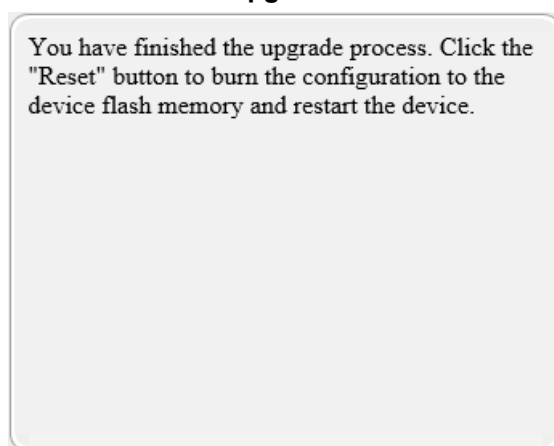 You have finished the upgrade process. Click the
"Reset" button to burn the configuration to the
device flash memory and restart the device.